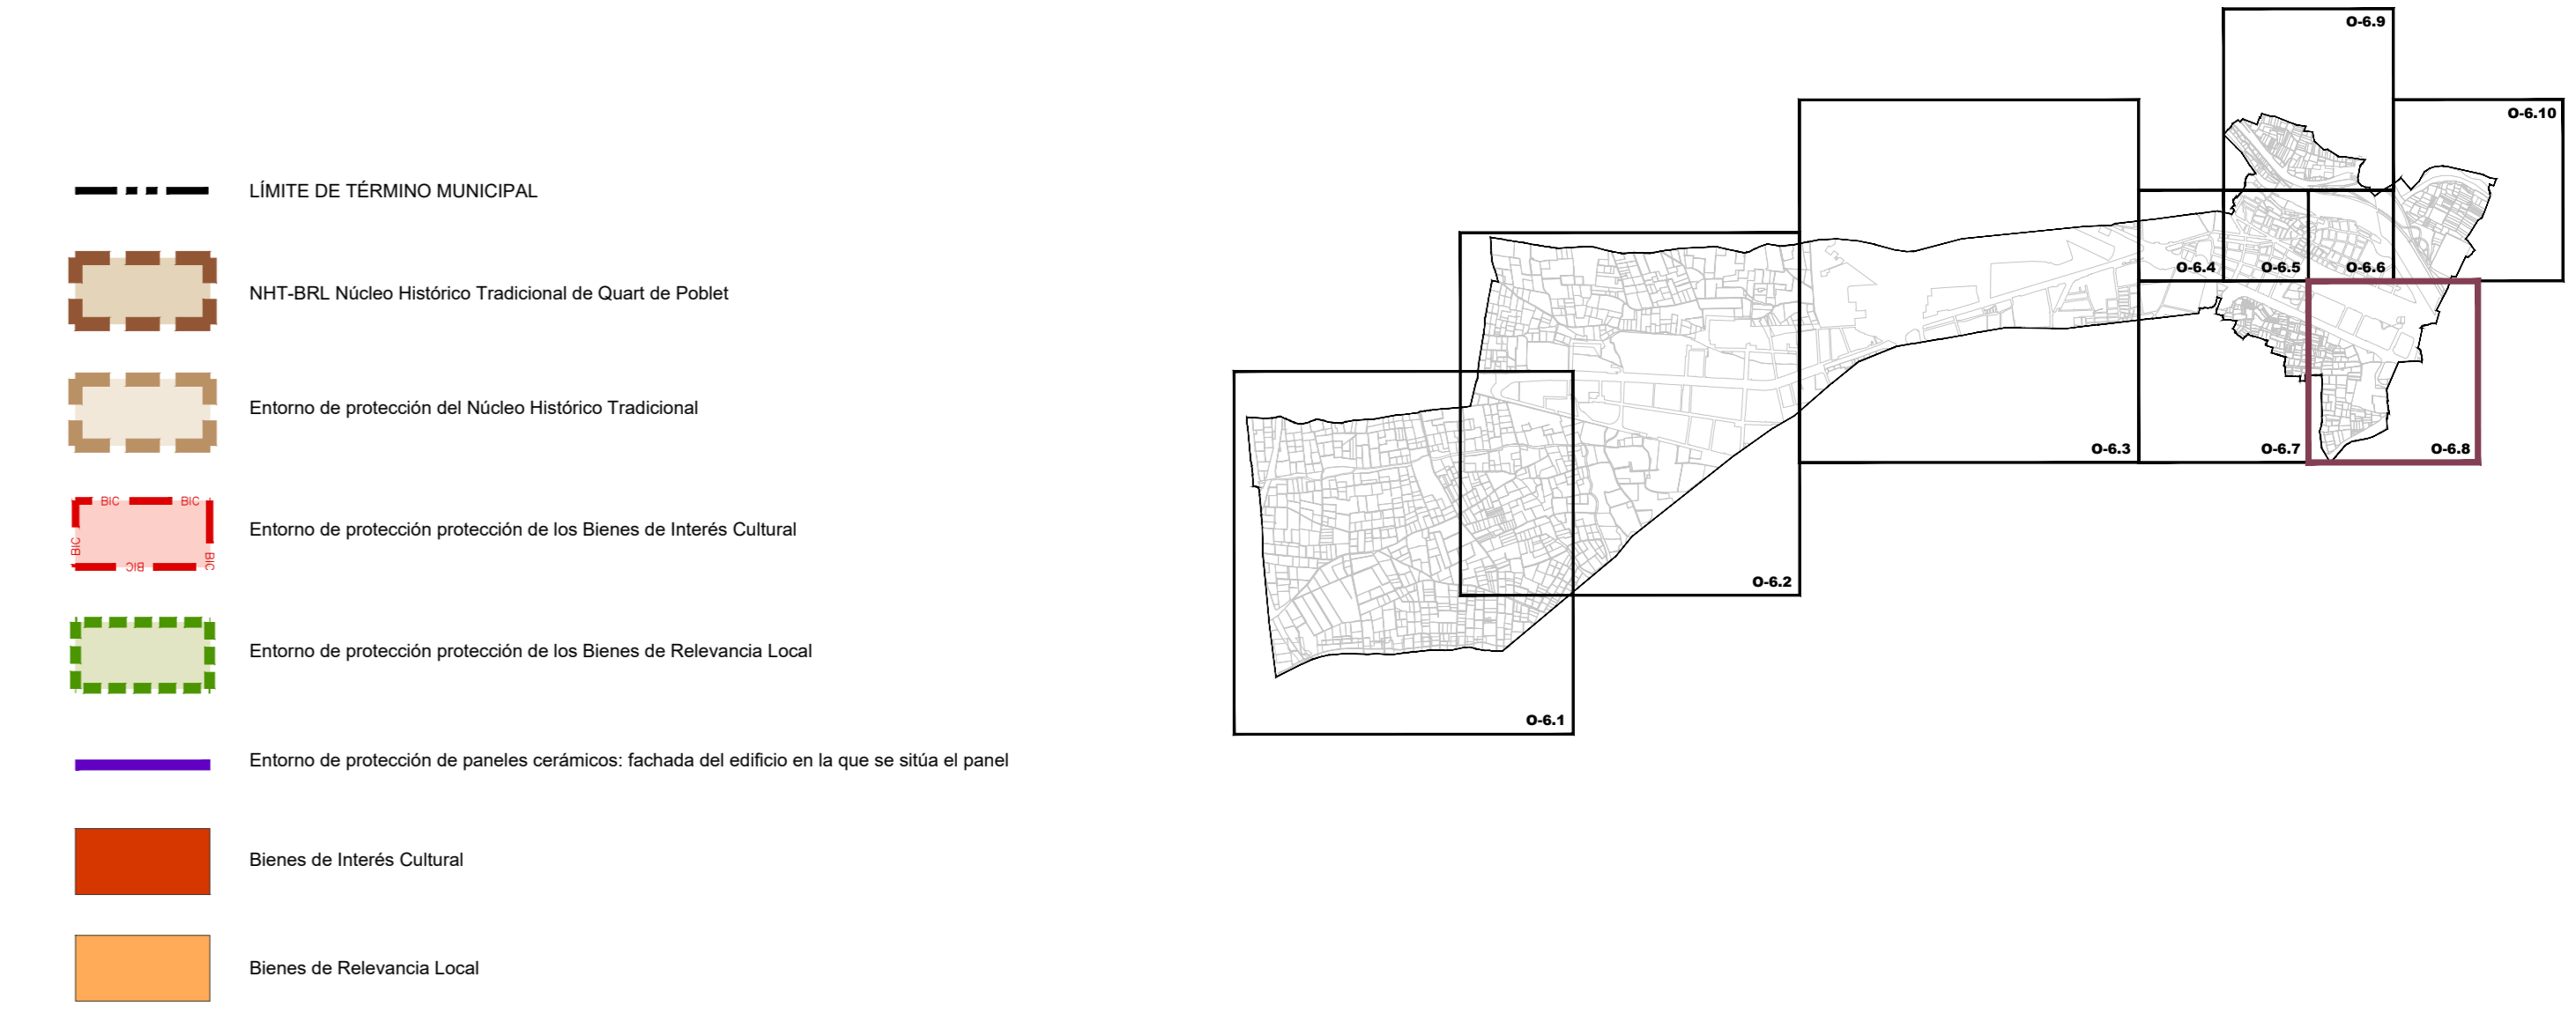 LÍMITE DE TÉRMINO MUNICIPAL
NHT-BRL Núcleo Histórico Tradicional de Quart de Poblet
Entorno de protección del Núcleo Histórico Tradicional
BIC BIC
BIC
BIC
BIC
Entorno de protección protección de los Bienes de Interés Cultural
Entorno de protección protección de los Bienes de Relevancia Local
Entorno de protección de paneles cerámicos: fachada del edificio en la que se sitúa el panel
Bienes de Interés Cultural
Bienes de Relevancia Local
O-6.9
O-6.10
O-6.4
O-6.5
O-6.6
O-6.3
O-6.7
O-6.8
O-6.2
O-6.1